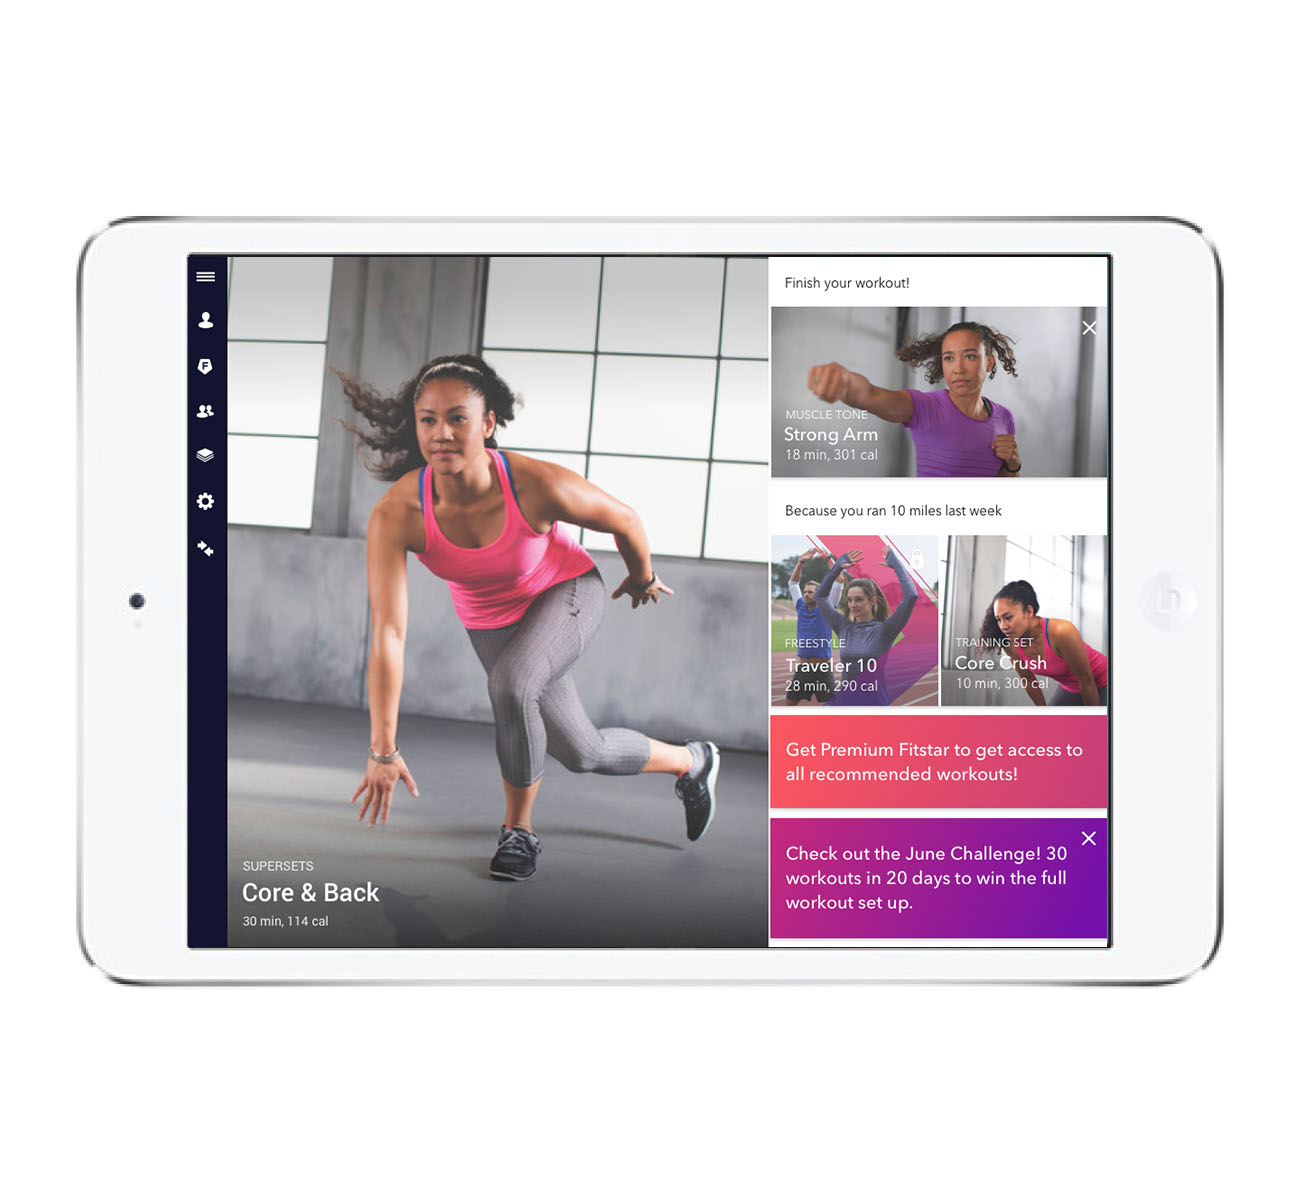 SUPERSETS
Core & Back
30 min, 114 cal
Finish your workout!
MUSCLE TONE
Strong Arm
18 min, 301 cal
Because you ran 10 miles last week
FREESTYLE
Traveler 10
28 min, 290 cal
TRAINING SET
Core Crush
10 min, 300 cal
Get Premium Fitstar to get access to
all recommended workouts!
Check out the June Challenge! 30
workouts in 20 days to win the full
workout set up.